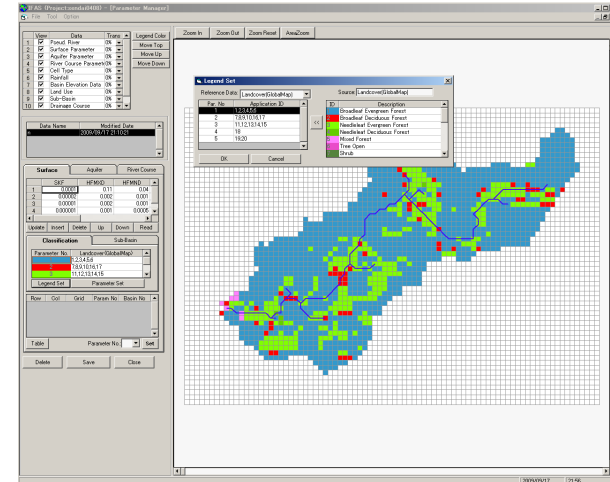 IFAS (Project:sendai0400) - [Parameter Manager]
File Tool Option
View Data Trans
1 Pseud. River 0%
2 Surface Parameter 0%
3 Aquifer Parameter 0%
4 River Course Parameter 0%
5 Cell Type 0%
6 Rainfall 0%
7 Basin Elevation Data 0%
8 Land Use 0%
9 Sub-Basin 0%
10 Drainage Course 0%
Legend Color
Move Top
Move Up
Move Down
Zoom In Zoom Out Zoom Reset AreaZoom
Data Name Modified Date
n 2009/09/17 21:10:21
Surface Aquifer River Course
SKF HFMXD HFMND
1 0.0001 0.11 0.04
2 0.00002 0.002 0.001
3 0.000001 0.002 0.001
4 0.000001 0.001 0.0005
Update Insert Delete Up Down Read
Classification Sub-Basin
Parameter No. Landcover(GlobalMap)
1,2,3,4,5,6
2 7,8,9,10,16,17
3 11,12,13,14,15
Legend Set Parameter Set
Row Col Grid Param No. Basin No.
Table Parameter No. Set
Delete Save Close
Legend Set
Reference Data: Landcover(GlobalMap) Source: Landcover(GlobalMap)
Par. No Application ID
1 1,2,3,4,5,6
2 7,8,9,10,16,17
3 11,12,13,14,15
4 18
5 19,20
<<
ID Description
Broadleaf Evergreen Forest
Broadleaf Deciduous Forest
Needleleaf Evergreen Forest
Needleleaf Deciduous Forest
Mixed Forest
Tree Open
Shrub
OK Cancel
2009/09/17 21:56